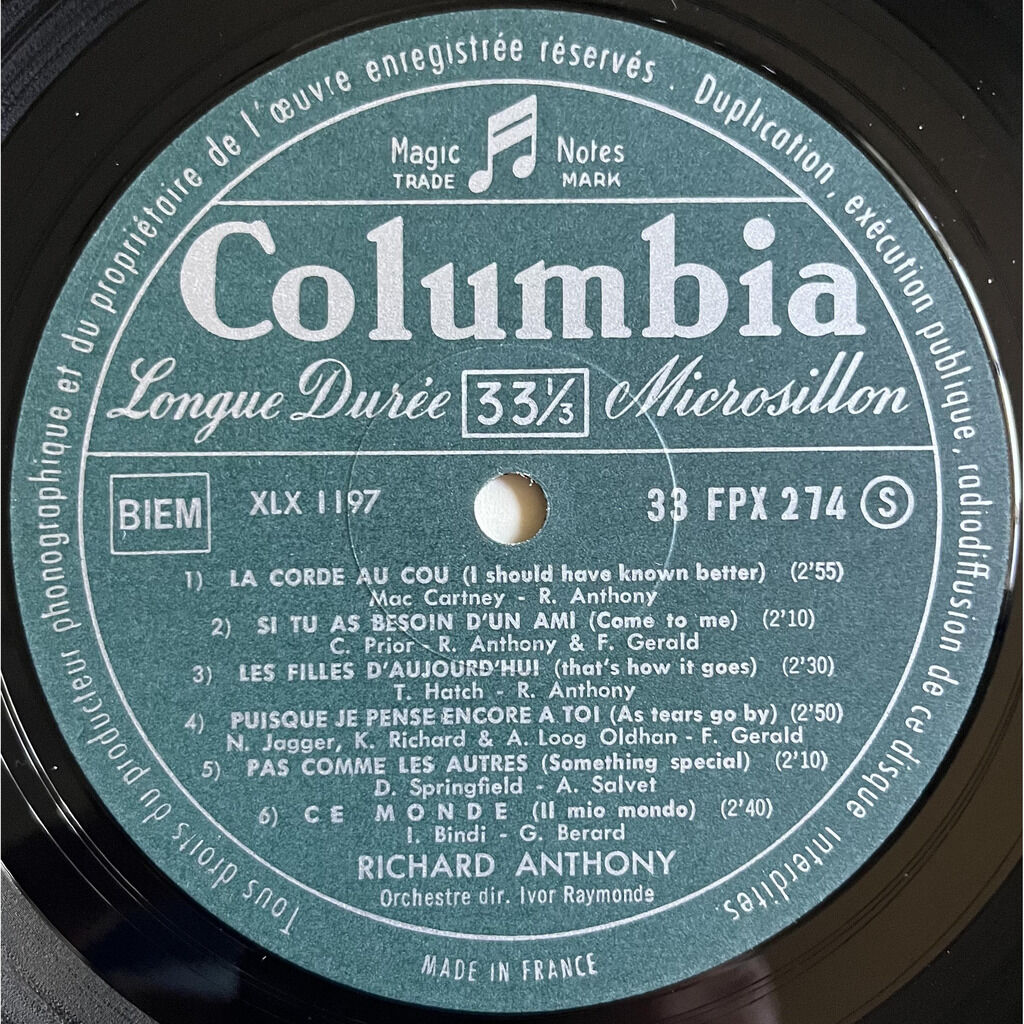 Tous droits du producteur phonographique et du propriétaire de l'œuvre enregistrée réservés. Duplication, exécution publique, radiodiffusion de ce disque interdites.
Magic Notes
TRADE MARK
Columbia
Longue Durée 33⅓ Microsillon
BIEM XLX 1197 33 FPX 274 S
1) LA CORDE AU COU (I should have known better) (2'55)
Mac Cartney - R. Anthony
2) SI TU AS BESOIN D'UN AMI (Come to me) (2'10)
C. Prior - R. Anthony & F. Gerald
3) LES FILLES D'AUJOURD'HUI (that's how it goes) (2'30)
T. Hatch - R. Anthony
4) PUISQUE JE PENSE ENCORE A TOI (As tears go by) (2'50)
N. Jagger, K. Richard & A. Loog Oldhan - F. Gerald
5) PAS COMME LES AUTRES (Something special) (2'10)
D. Springfield - A. Salvet
6) CE MONDE (Il mio mondo) (2'40)
I. Bindi - G. Berard
RICHARD ANTHONY
Orchestre dir. Ivor Raymonde
MADE IN FRANCE